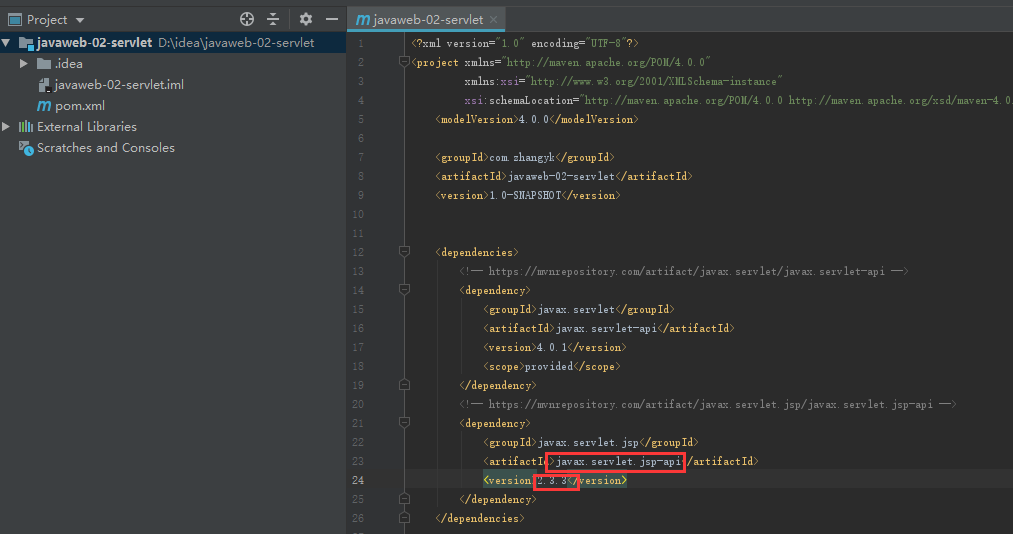 Project
javaweb-02-servlet D:\idea\javaweb-02-servlet
.idea
javaweb-02-servlet.iml
pom.xml
External Libraries
Scratches and Consoles
javaweb-02-servlet
1 <?xml version="1.0" encoding="UTF-8"?>
2 <project xmlns="http://maven.apache.org/POM/4.0.0"
3 xmlns:xsi="http://www.w3.org/2001/XMLSchema-instance"
4 xsi:schemaLocation="http://maven.apache.org/POM/4.0.0 http://maven.apache.org/xsd/maven-4.0
5 <modelVersion>4.0.0</modelVersion>
6
7 <groupId>com.zhangyk</groupId>
8 <artifactId>javaweb-02-servlet</artifactId>
9 <version>1.0-SNAPSHOT</version>
10
11
12 <dependencies>
13 <!-- https://mvnrepository.com/artifact/javax.servlet/javax.servlet-api -->
14 <dependency>
15 <groupId>javax.servlet</groupId>
16 <artifactId>javax.servlet-api</artifactId>
17 <version>4.0.1</version>
18 <scope>provided</scope>
19 </dependency>
20 <!-- https://mvnrepository.com/artifact/javax.servlet.jsp/javax.servlet.jsp-api -->
21 <dependency>
22 <groupId>javax.servlet.jsp</groupId>
23 <artifactId>javax.servlet.jsp-api</artifactId>
24 <version>2.3.3</version>
25 </dependency>
26 </dependencies>